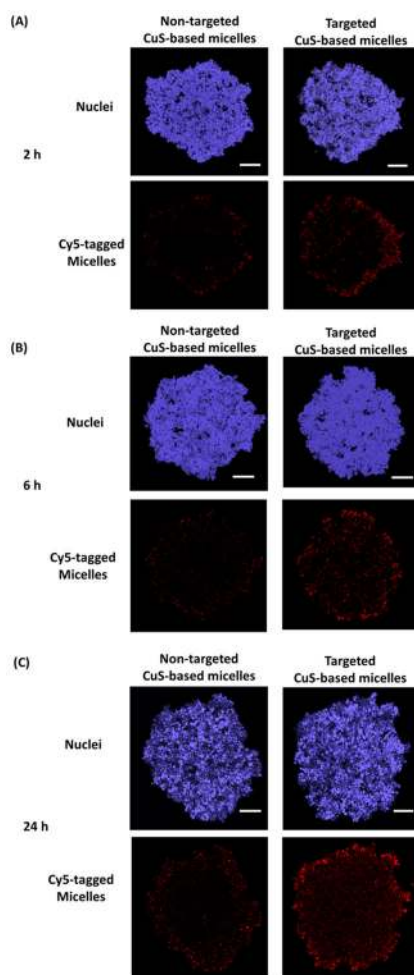 (A)
Non-targeted
CuS-based micelles
Targeted
CuS-based micelles
Nuclei
2 h
Cy5-tagged
Micelles
(B)
Non-targeted
CuS-based micelles
Targeted
CuS-based micelles
Nuclei
6 h
Cy5-tagged
Micelles
(C)
Non-targeted
CuS-based micelles
Targeted
CuS-based micelles
Nuclei
24 h
Cy5-tagged
Micelles